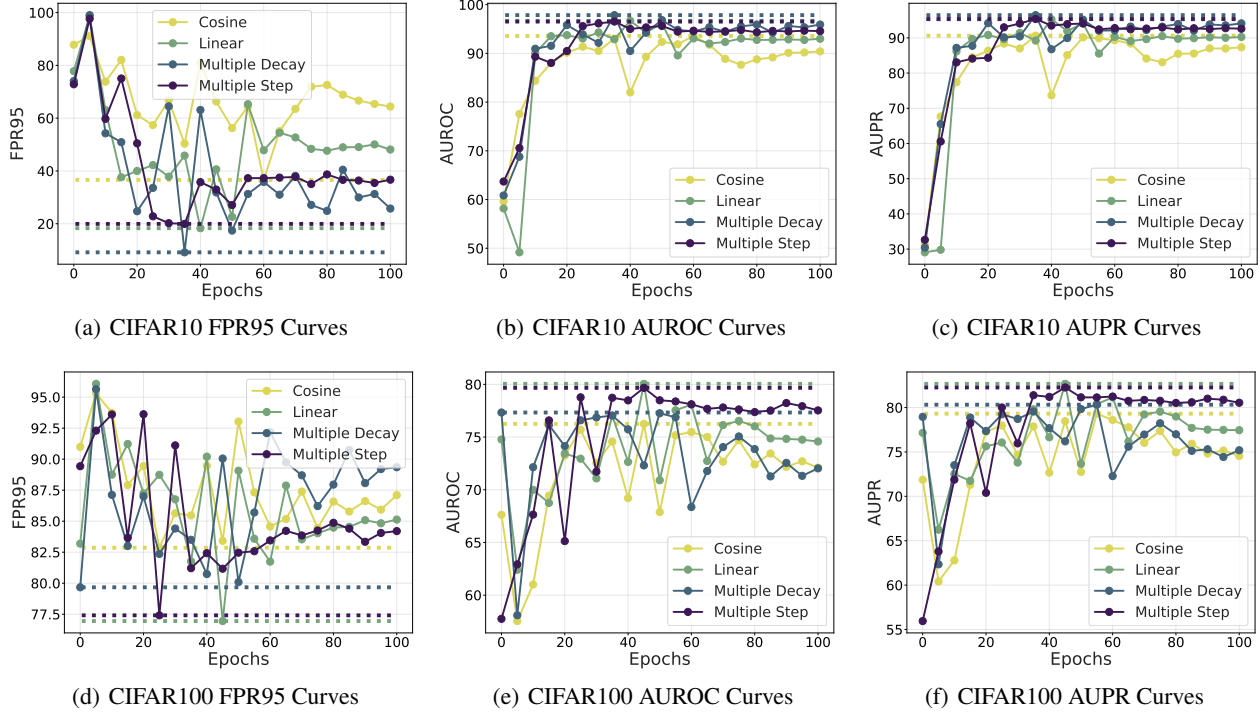 100
80
60
40
20
FPR95
Cosine
Linear
Multiple Decay
Multiple Step
0 20 40 60 80 100
Epochs
(a) CIFAR10 FPR95 Curves
100
90
80
70
60
50
AUROC
Cosine
Linear
Multiple Decay
Multiple Step
0 20 40 60 80 100
Epochs
(b) CIFAR10 AUROC Curves
90
80
70
60
50
40
30
AUPR
Cosine
Linear
Multiple Decay
Multiple Step
0 20 40 60 80 100
Epochs
(c) CIFAR10 AUPR Curves
95.0
92.5
90.0
87.5
85.0
82.5
80.0
77.5
FPR95
Cosine
Linear
Multiple Decay
Multiple Step
0 20 40 60 80 100
Epochs
(d) CIFAR100 FPR95 Curves
80
75
70
65
60
AUROC
Cosine
Linear
Multiple Decay
Multiple Step
0 20 40 60 80 100
Epochs
(e) CIFAR100 AUROC Curves
80
75
70
65
60
55
AUPR
Cosine
Linear
Multiple Decay
Multiple Step
0 20 40 60 80 100
Epochs
(f) CIFAR100 AUPR Curves